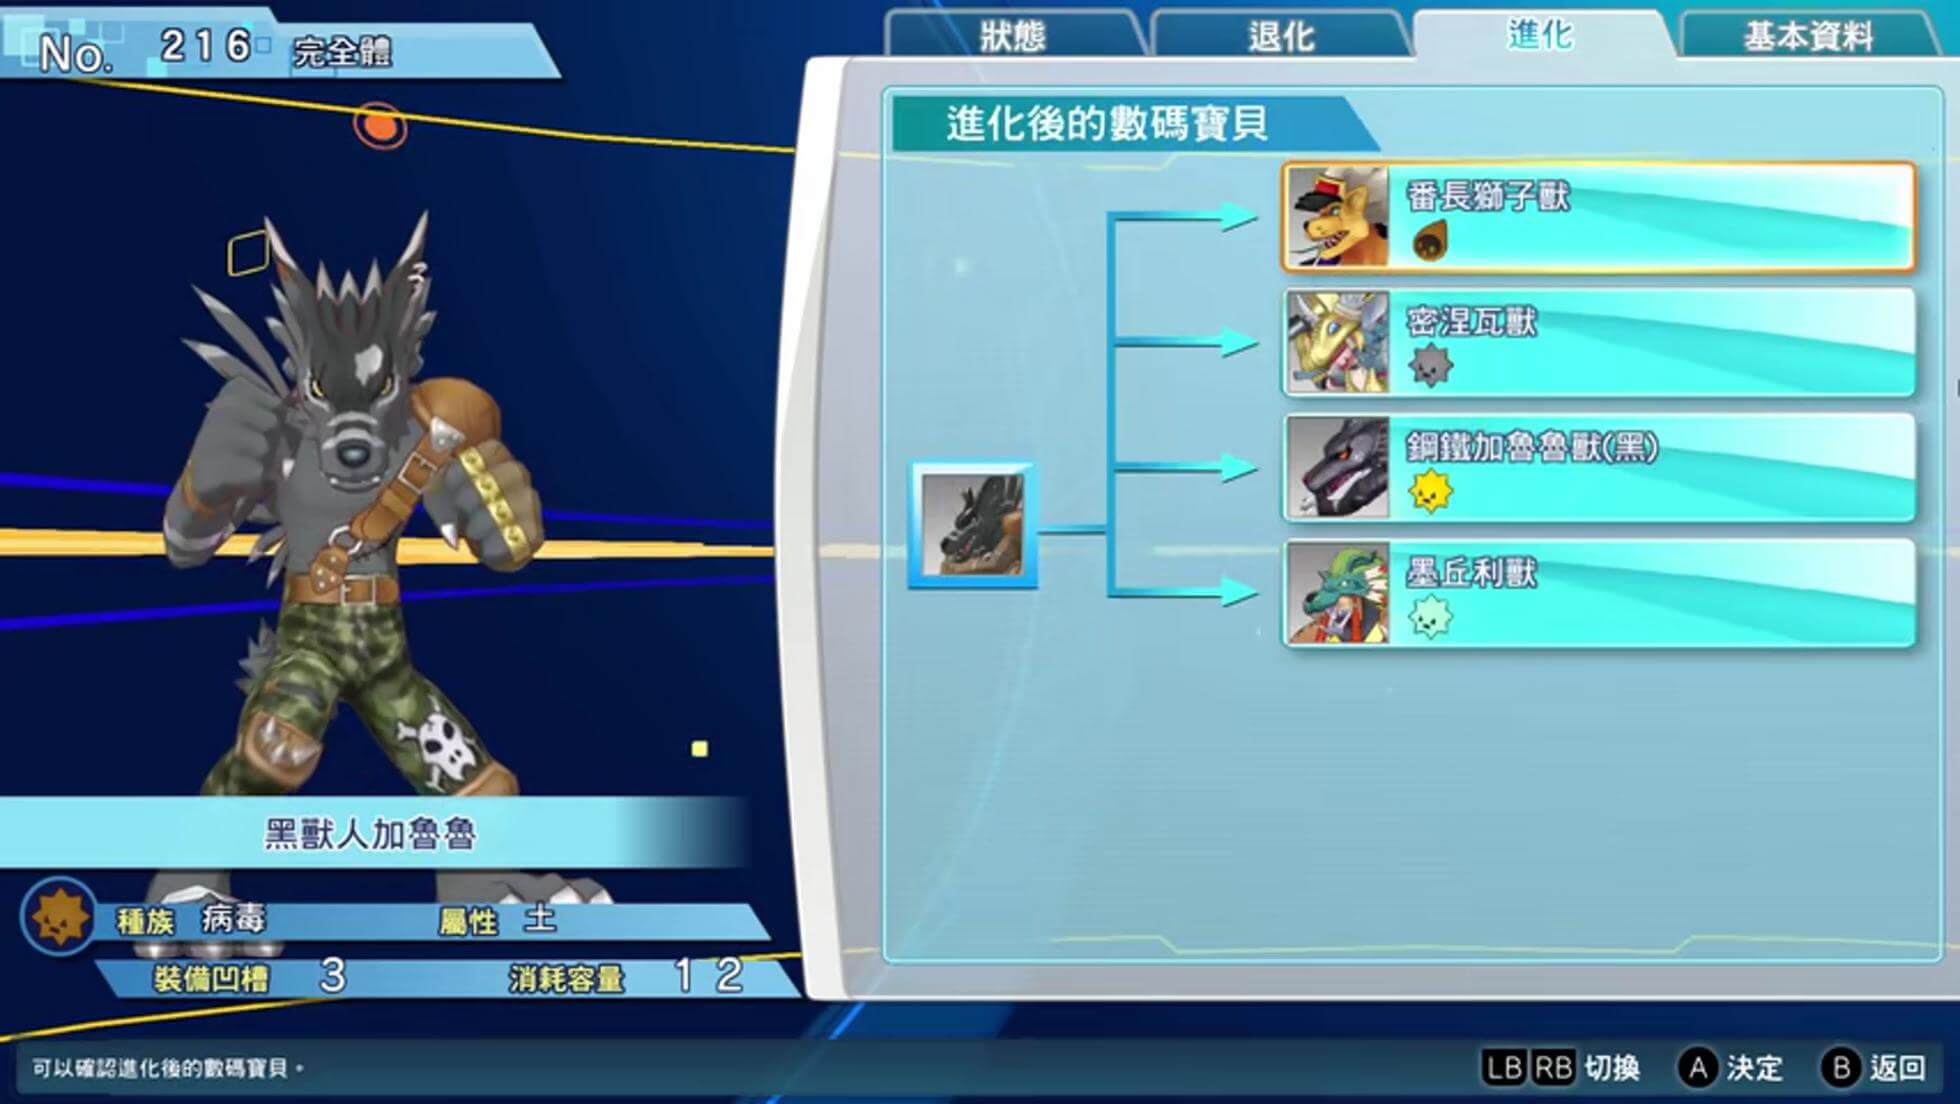 No. 216 完全體
狀態 退化 進化 基本資料
進化後的數碼寶貝
番長獅子獸
密涅瓦獸
鋼鐵加魯魯獸(黑)
墨丘利獸
黑獸人加魯魯
種族 病毒 屬性 土
裝備凹槽 3 消耗容量 12
可以確認進化後的數碼寶貝。
LB RB 切換 A 決定 B 返回